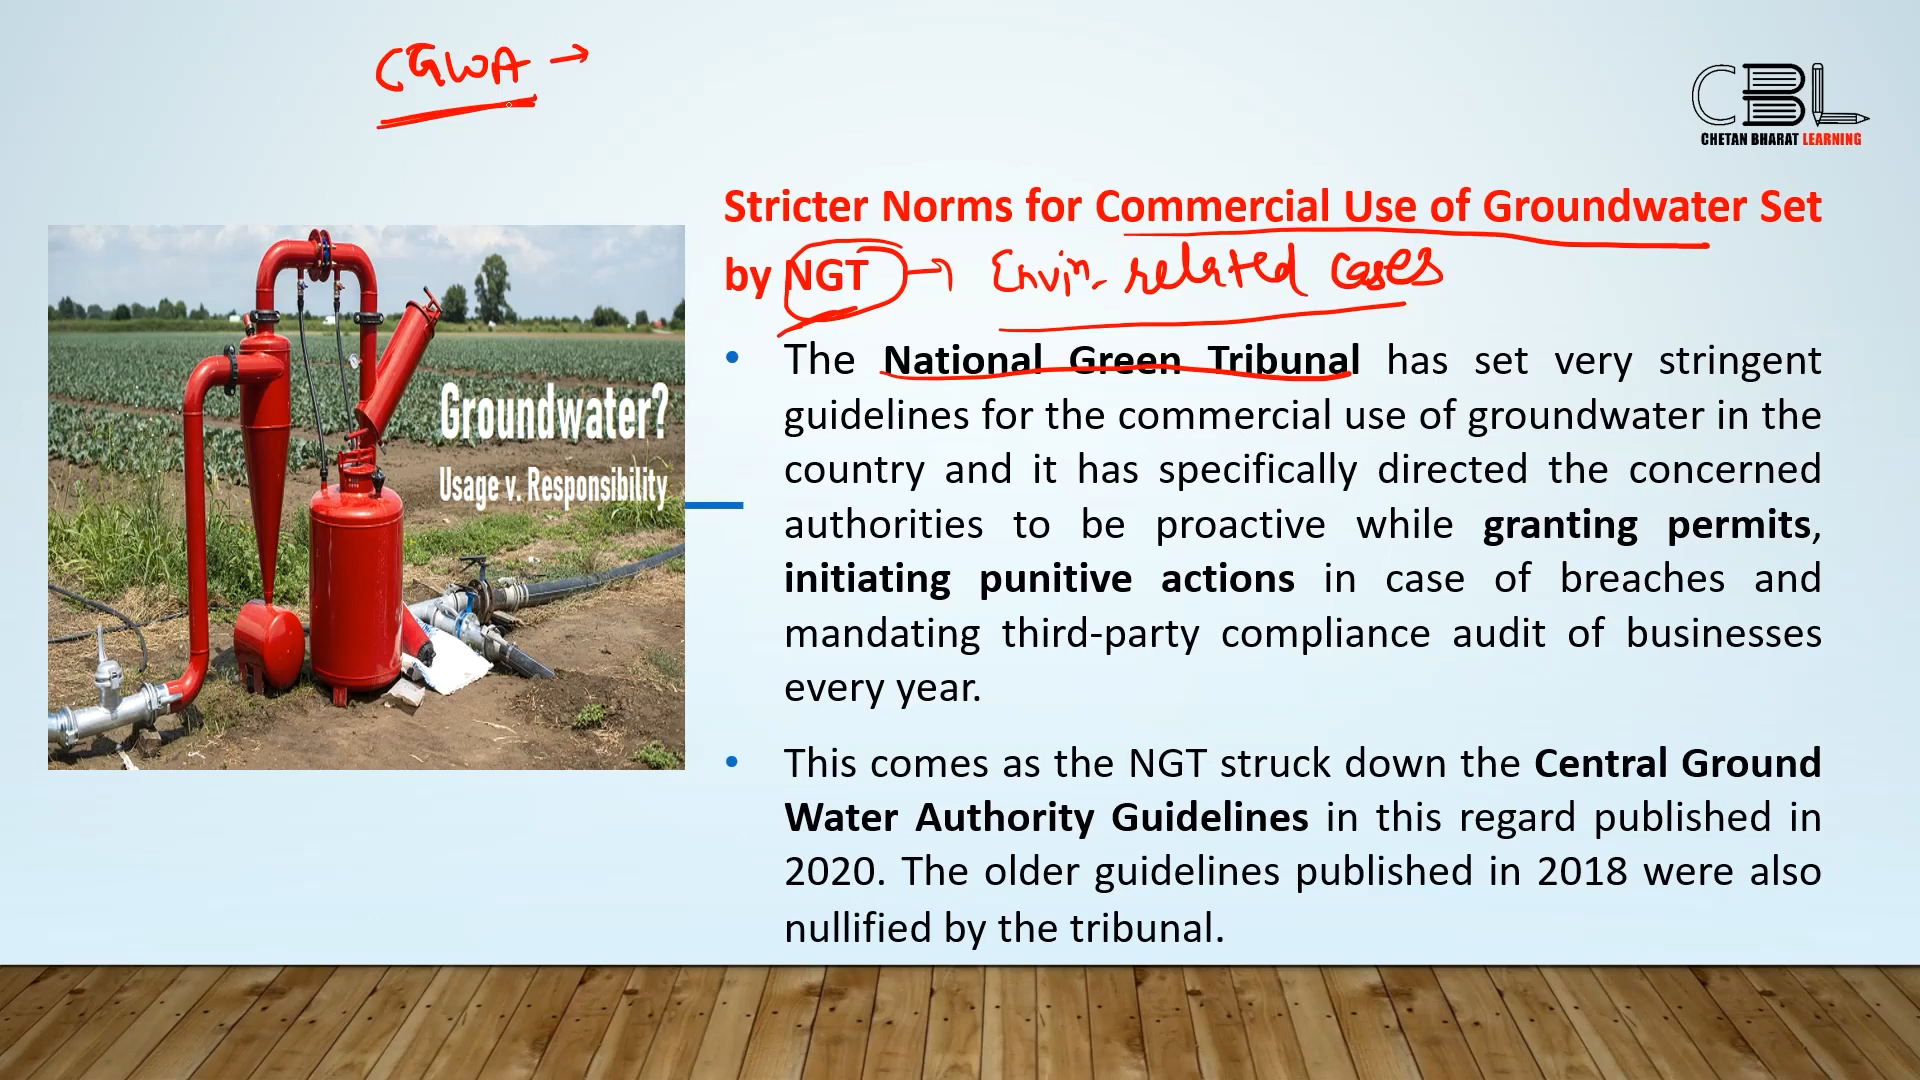 CGWA →
CBL
CHETAN BHARAT LEARNING
Stricter Norms for Commercial Use of Groundwater Set
by NGT → Envir. related cases
Groundwater?
Usage v. Responsibility
• The National Green Tribunal has set very stringent
guidelines for the commercial use of groundwater in the
country and it has specifically directed the concerned
authorities to be proactive while granting permits,
initiating punitive actions in case of breaches and
mandating third-party compliance audit of businesses
every year.
• This comes as the NGT struck down the Central Ground
Water Authority Guidelines in this regard published in
2020. The older guidelines published in 2018 were also
nullified by the tribunal.